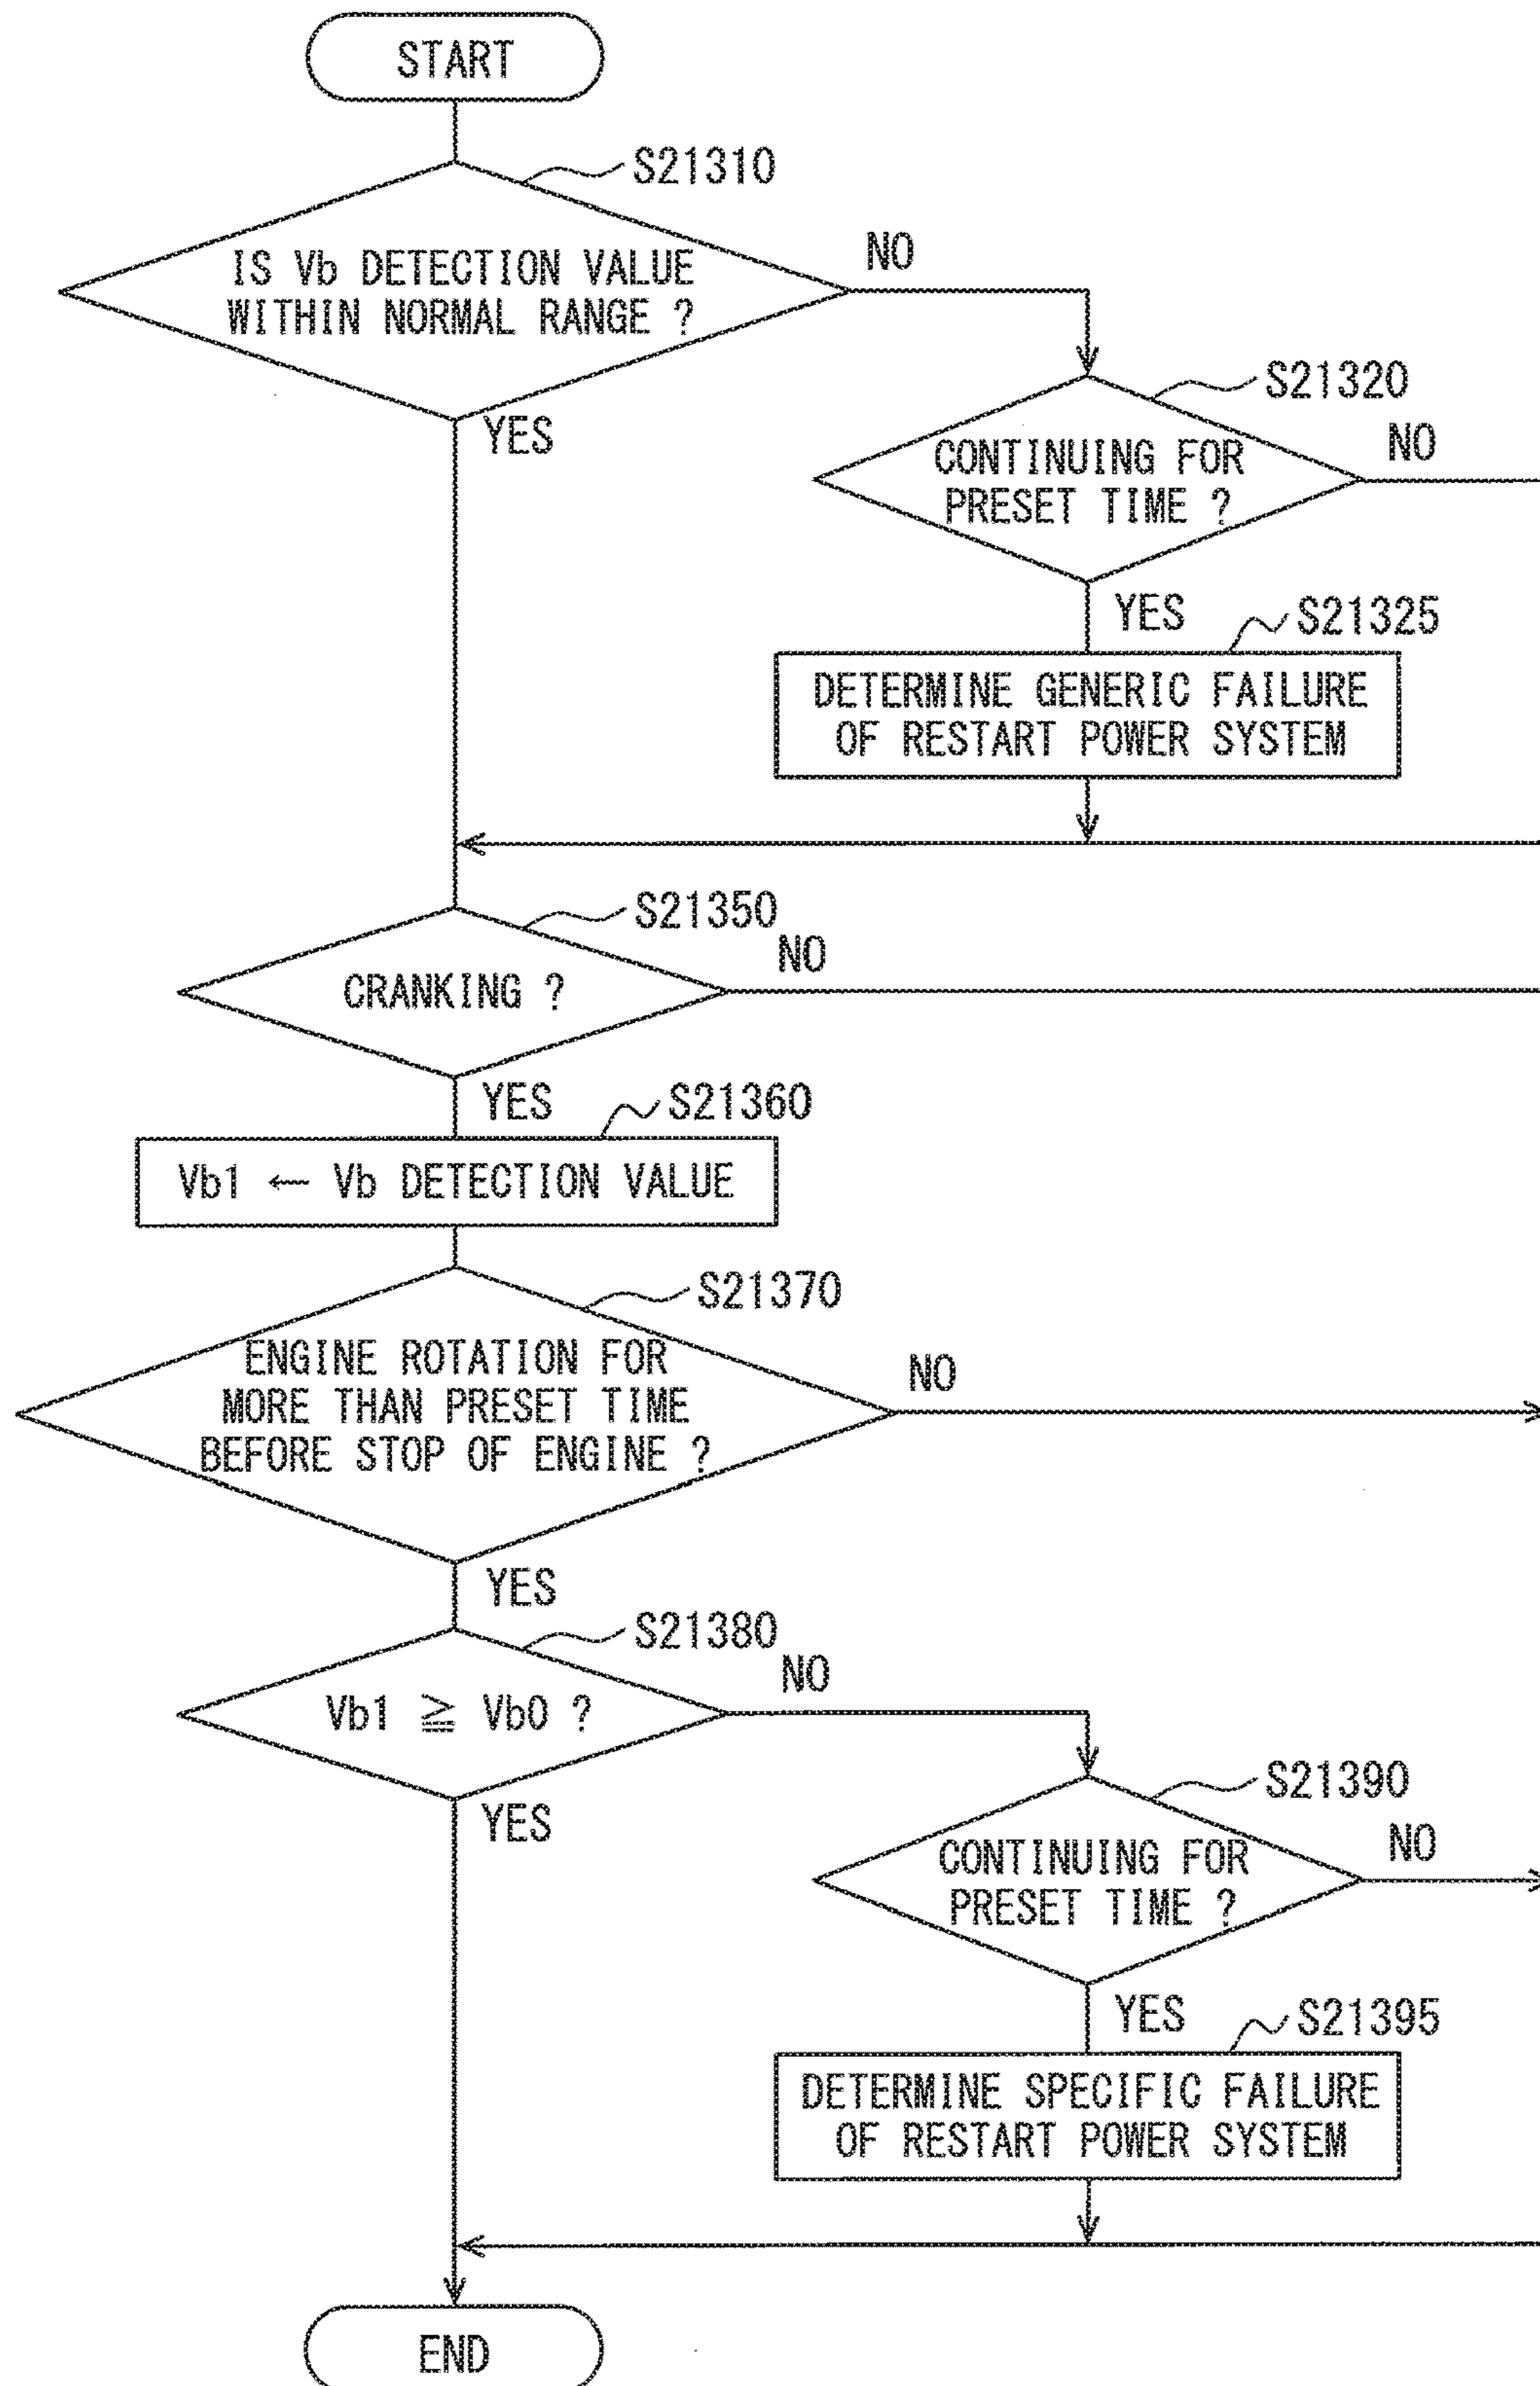 START
S21310
IS Vb DETECTION VALUE
WITHIN NORMAL RANGE ?
NO
YES
S21320
CONTINUING FOR
PRESET TIME ?
NO
YES
S21325
DETERMINE GENERIC FAILURE
OF RESTART POWER SYSTEM
S21350
CRANKING ?
NO
YES
S21360
Vb1 ← Vb DETECTION VALUE
S21370
ENGINE ROTATION FOR
MORE THAN PRESET TIME
BEFORE STOP OF ENGINE ?
NO
YES
S21380
Vb1 ≧ Vb0 ?
NO
YES
S21390
CONTINUING FOR
PRESET TIME ?
NO
YES
S21395
DETERMINE SPECIFIC FAILURE
OF RESTART POWER SYSTEM
END